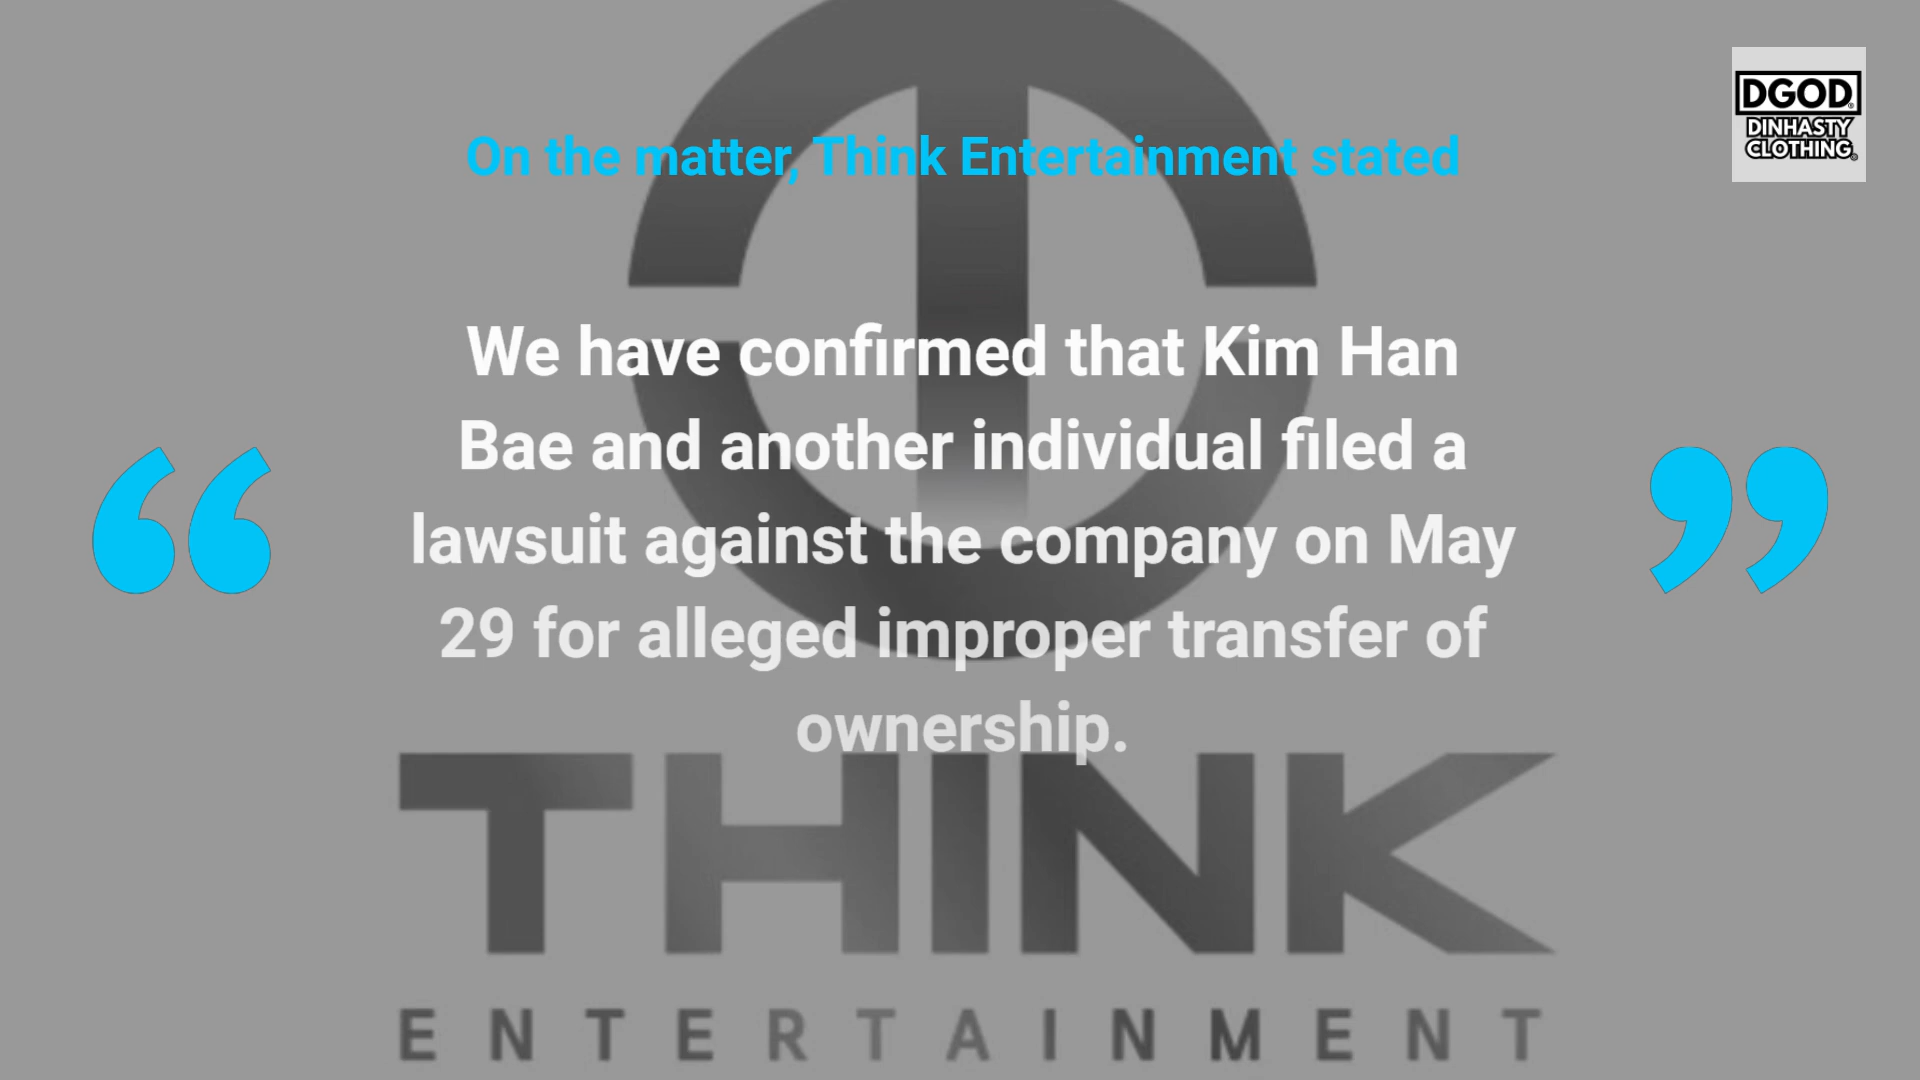 DGOD®
DINHASTY
CLOTHING®
On the matter, Think Entertainment stated
We have confirmed that Kim Han
Bae and another individual filed a
lawsuit against the company on May
29 for alleged improper transfer of
ownership.
“ ”
THINK
ENTERTAINMENT